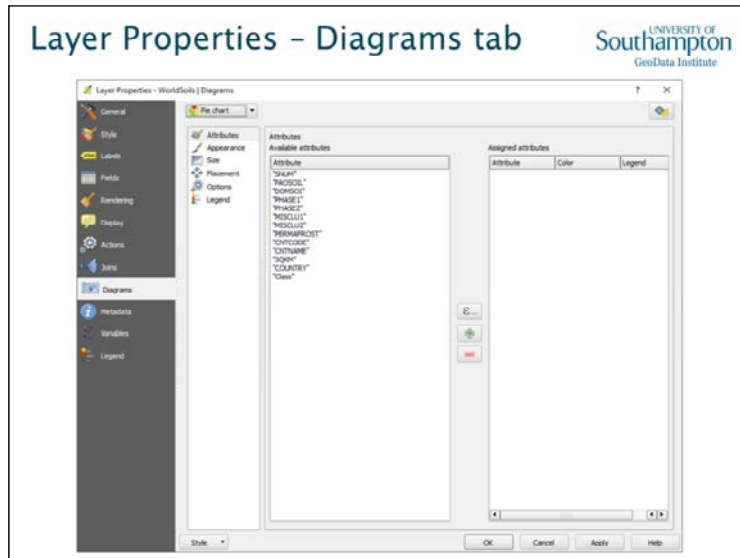 Layer Properties – Diagrams tab
UNIVERSITY OF
Southampton
GeoData Institute
Layer Properties - WorldSoils | Diagrams
? ×
General
Style
Labels
Fields
Rendering
Display
Actions
Joins
Diagrams
Metadata
Variables
Legend
Pie chart
Attributes
Appearance
Size
Placement
Options
Legend
Attributes
Available attributes
Attribute
"SNUM"
"FAOSOIL"
"DOMSOI"
"PHASE1"
"PHASE2"
"MISCLU1"
"MISCLU2"
"PERMAFROST"
"CNTCODE"
"CNTNAME"
"SQKM"
"COUNTRY"
"Class"
ε...
Assigned attributes
Attribute Color Legend
Style
OK Cancel Apply Help